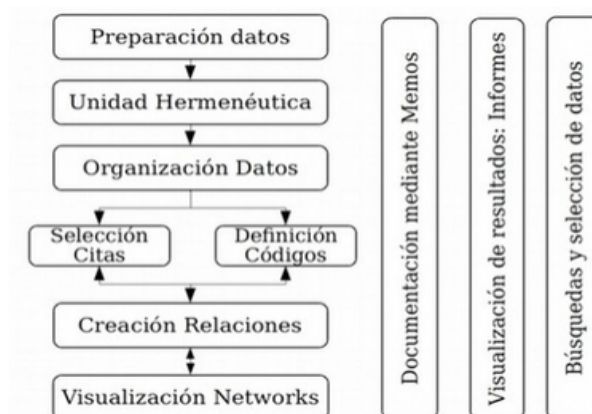 Preparación datos
Unidad Hermenéutica
Organización Datos
Selección
Citas
Definición
Códigos
Creación Relaciones
Visualización Networks
Documentación mediante Memos
Visualización de resultados: Informes
Búsquedas y selección de datos